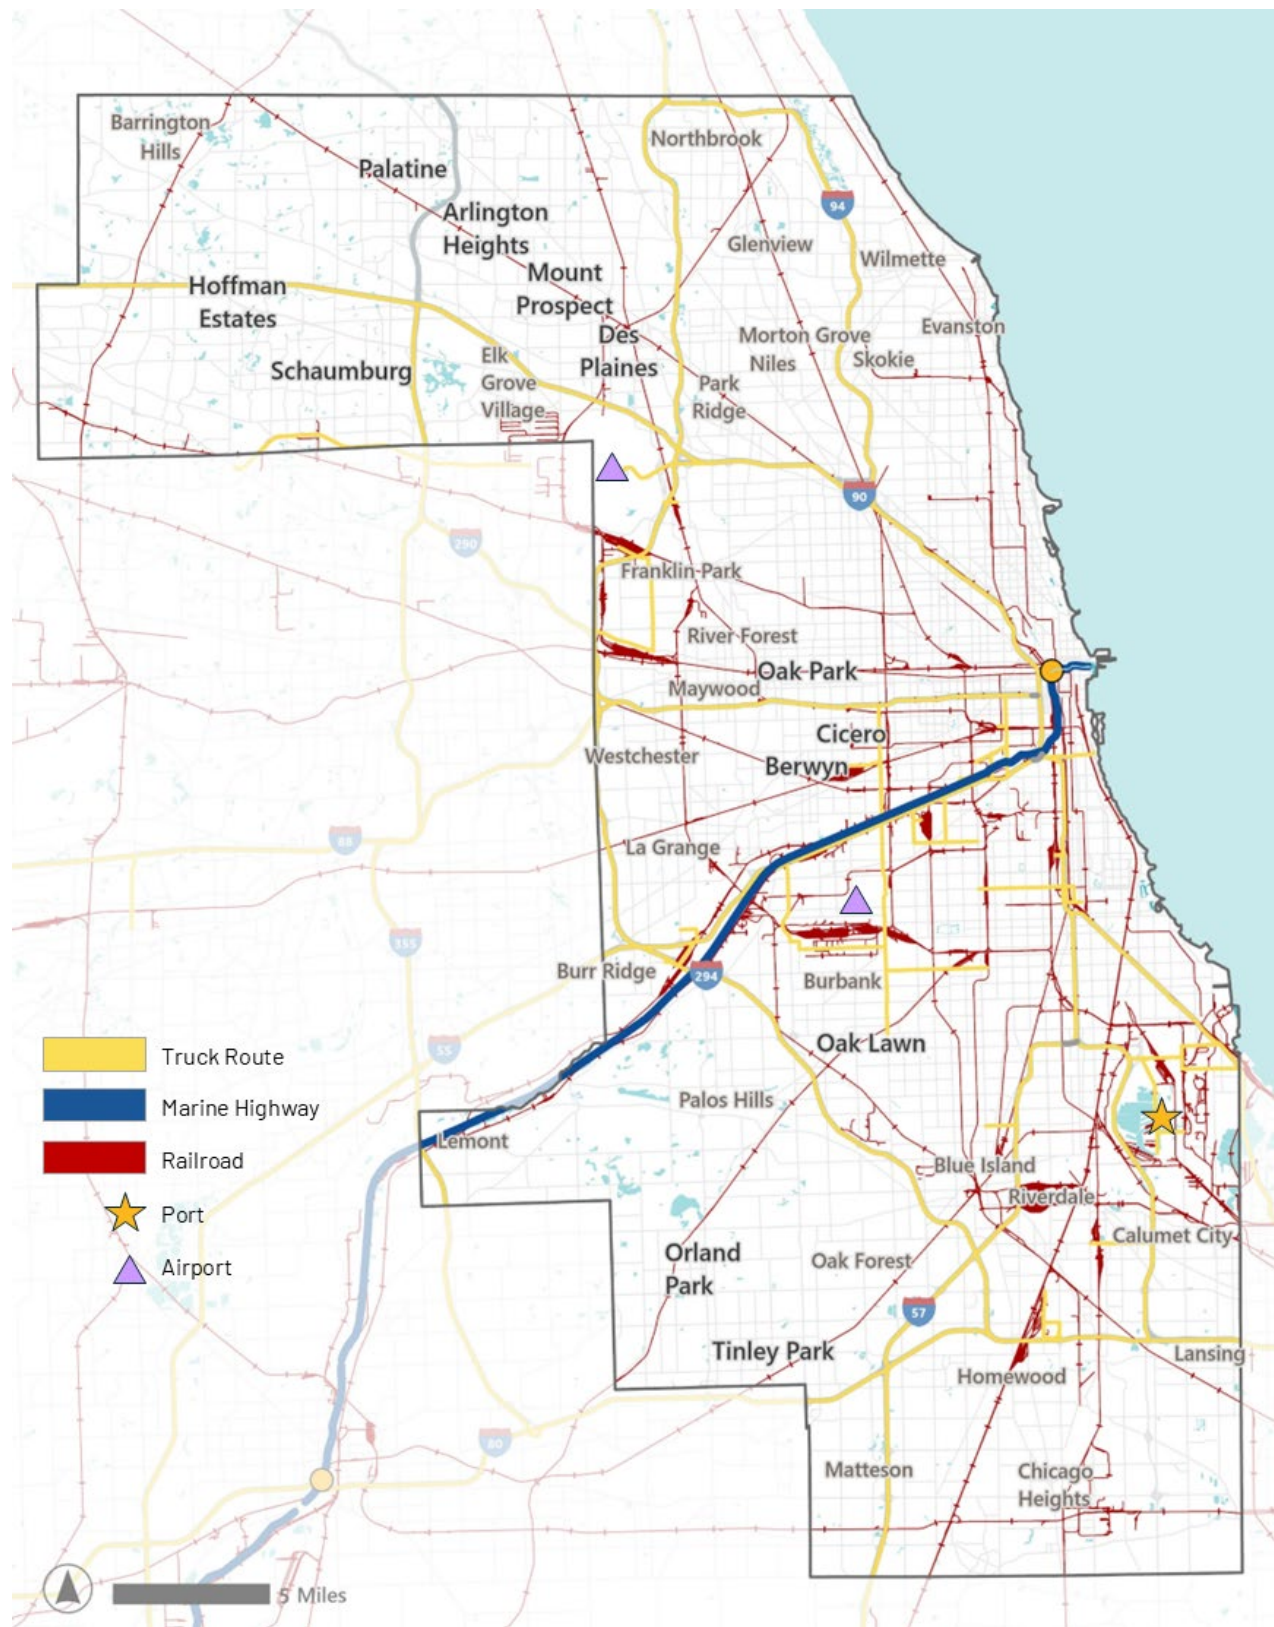 Barrington
Hills
Northbrook
Palatine
94
Arlington
Heights
Glenview
Wilmette
Mount
Prospect
Hoffman
Estates
Evanston
Des
Plaines
Morton Grove
Niles
Skokie
Elk
Grove
Village
Schaumburg
Park
Ridge
90
290
Franklin Park
River Forest
Oak Park
Maywood
Cicero
Westchester
Berwyn
88
La Grange
355
Burr Ridge
294
Burbank
55
Oak Lawn
Truck Route
Marine Highway
Palos Hills
Lemont
Railroad
Blue Island
Riverdale
Port
Calumet City
Orland
Park
Oak Forest
Airport
57
Tinley Park
Lansing
Homewood
80
Matteson
Chicago
Heights
5 Miles